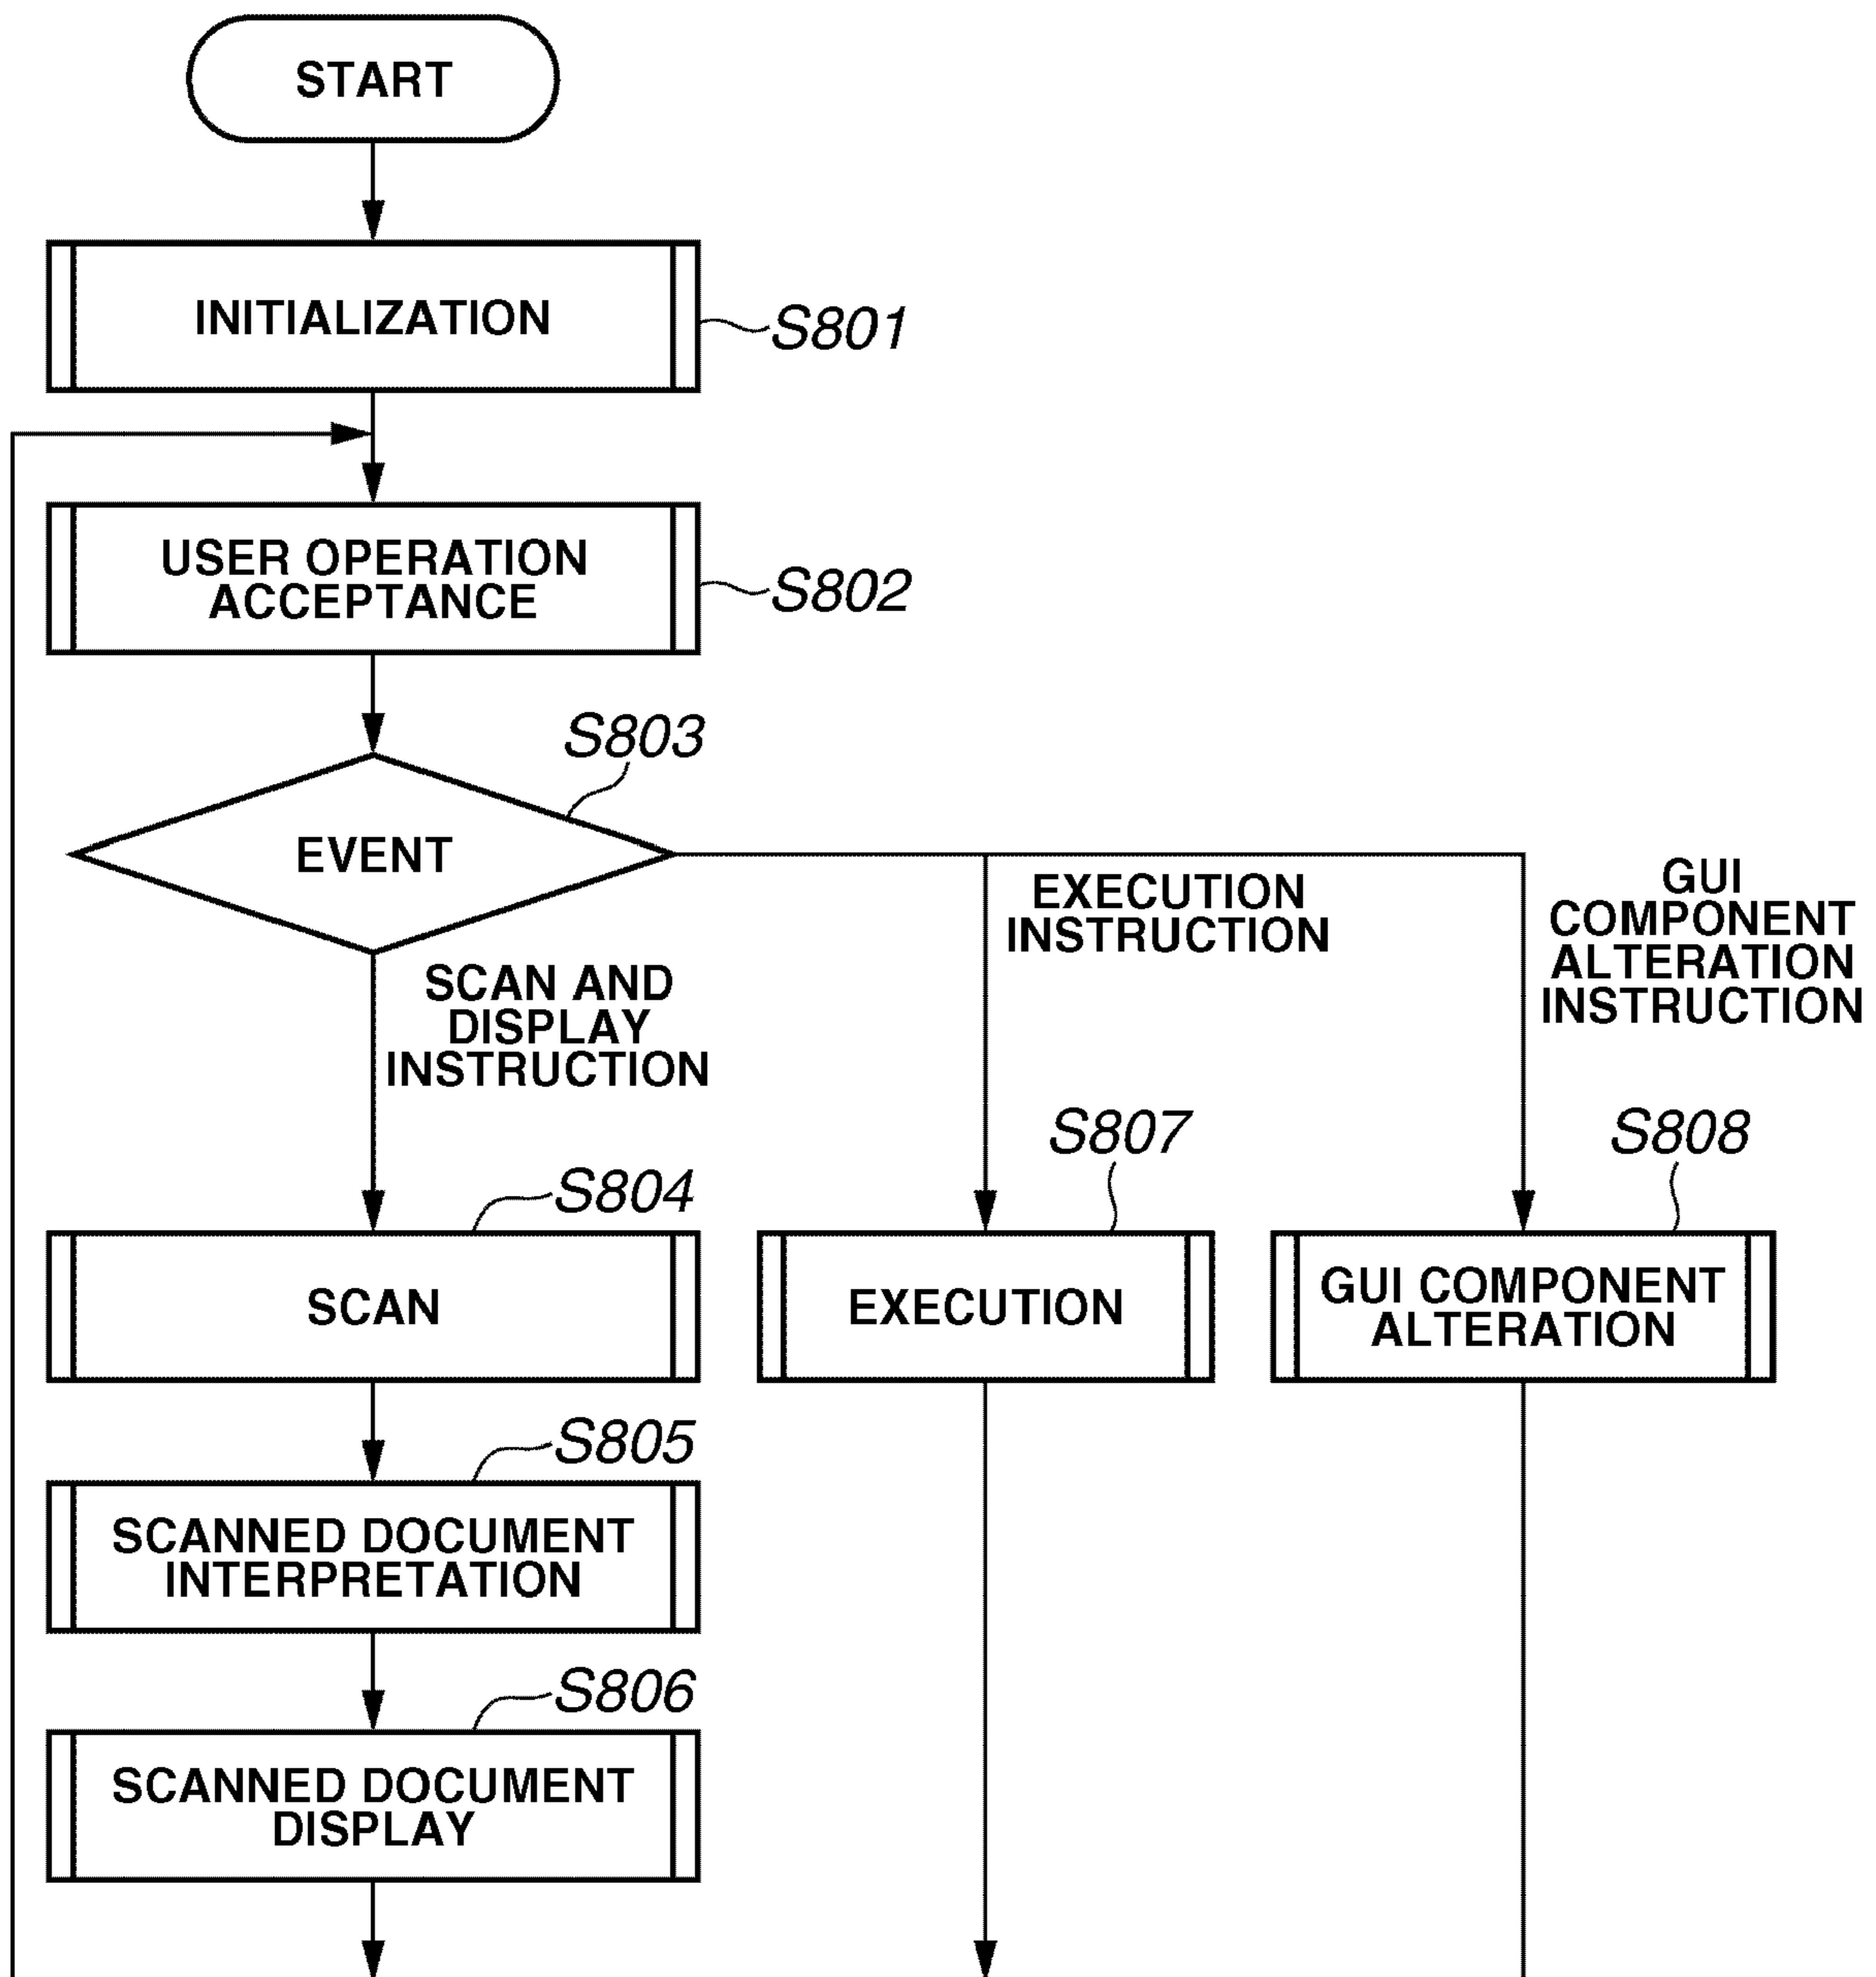 START
INITIALIZATION
S801
USER OPERATION
ACCEPTANCE
S802
S803
EVENT
EXECUTION
INSTRUCTION
GUI
COMPONENT
ALTERATION
INSTRUCTION
SCAN AND
DISPLAY
INSTRUCTION
S804
S807
S808
SCAN
EXECUTION
GUI COMPONENT
ALTERATION
S805
SCANNED DOCUMENT
INTERPRETATION
S806
SCANNED DOCUMENT
DISPLAY